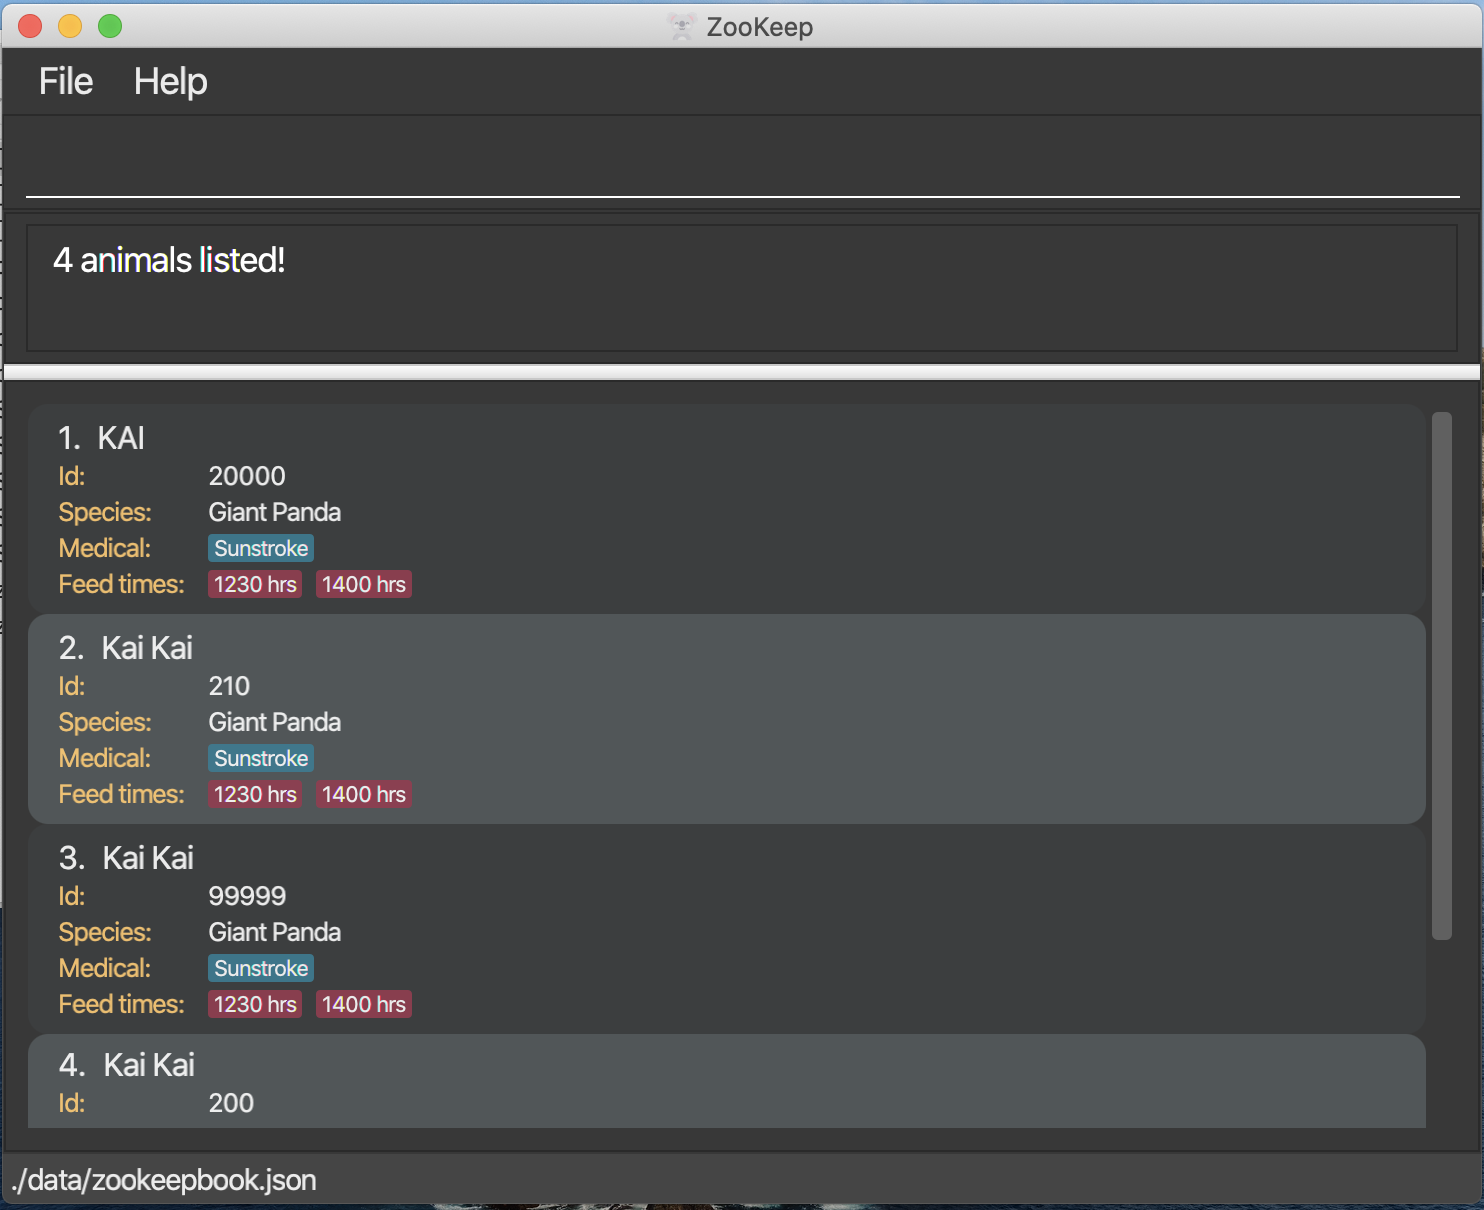 ZooKeep
File Help
4 animals listed!
1. KAI
Id: 20000
Species: Giant Panda
Medical: Sunstroke
Feed times: 1230 hrs 1400 hrs
2. Kai Kai
Id: 210
Species: Giant Panda
Medical: Sunstroke
Feed times: 1230 hrs 1400 hrs
3. Kai Kai
Id: 99999
Species: Giant Panda
Medical: Sunstroke
Feed times: 1230 hrs 1400 hrs
4. Kai Kai
Id: 200
./data/zookeepbook.json